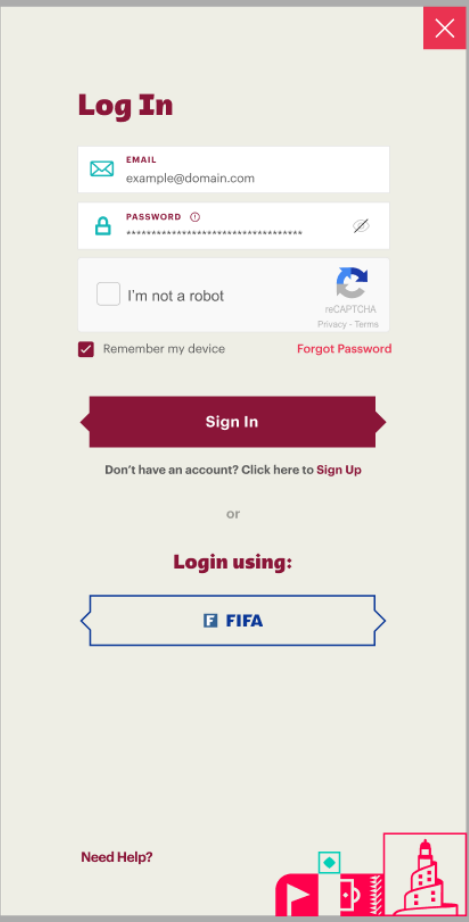 Log In
EMAIL
example@domain.com
PASSWORD
***********************************
I'm not a robot
reCAPTCHA
Privacy - Terms
Remember my device
Forgot Password
Sign In
Don't have an account? Click here to Sign Up
or
Login using:
F FIFA
Need Help?